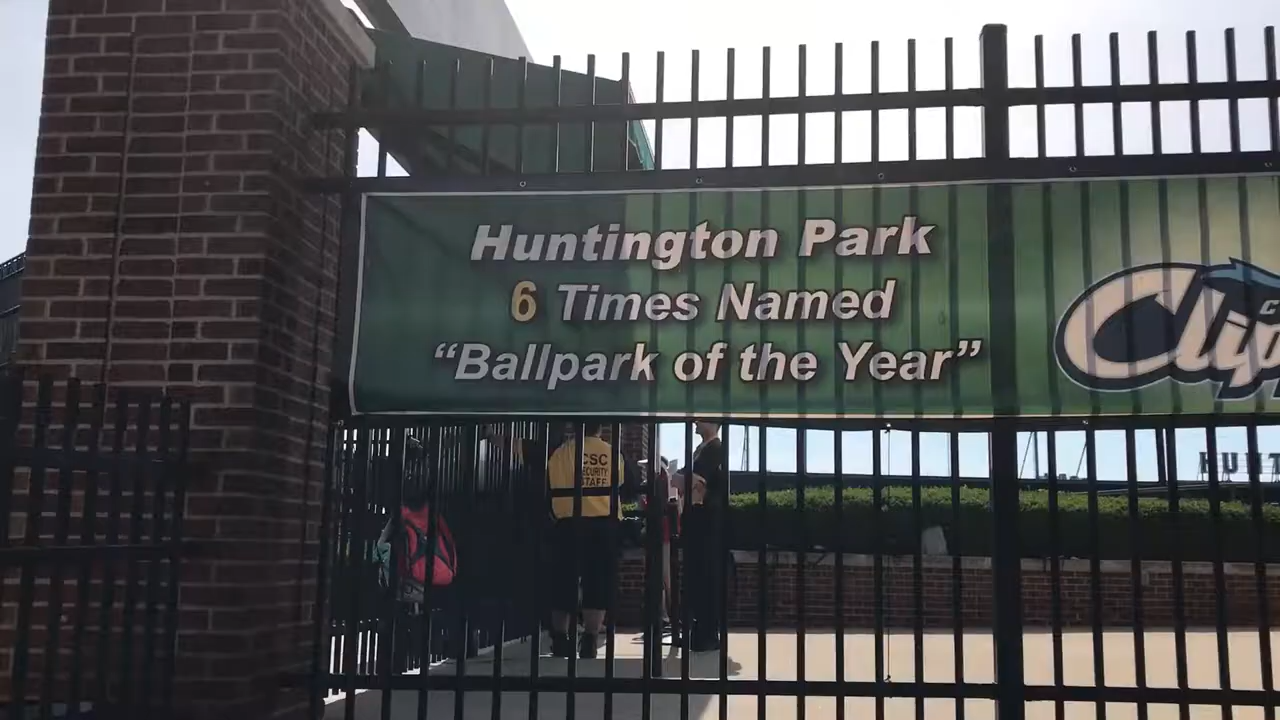 Huntington Park
6 Times Named
“Ballpark of the Year”
CSC
SECURITY
STAFF